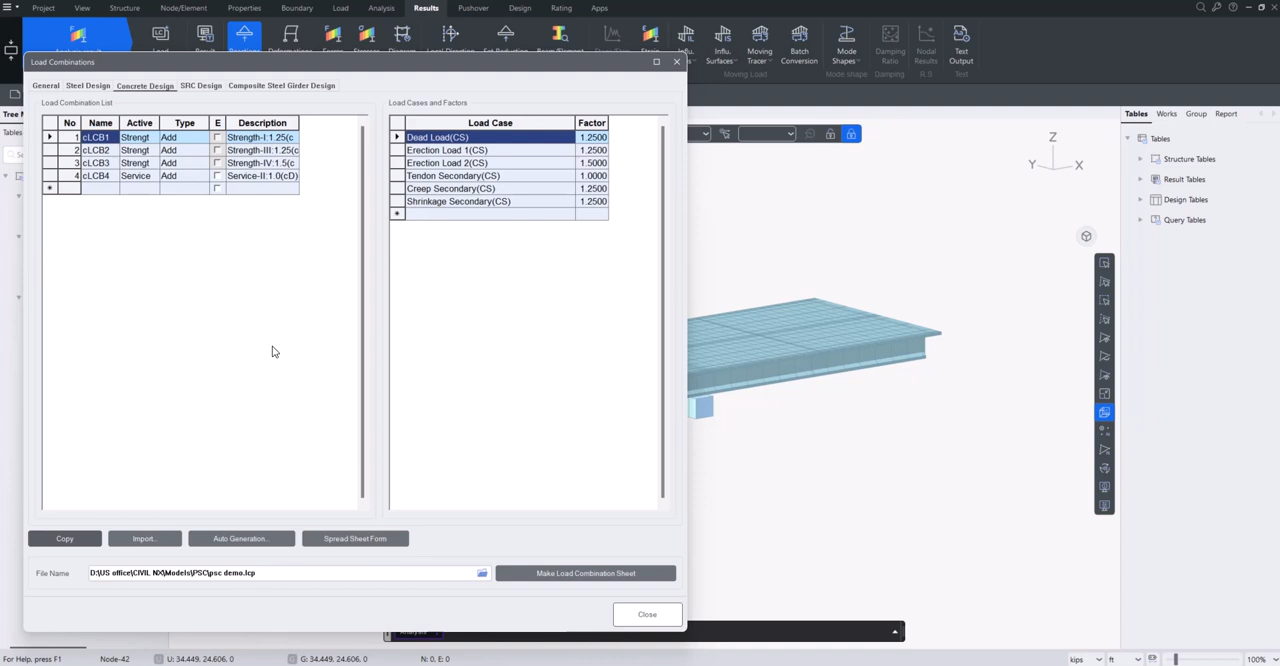 Project View Structure Node/Element Properties Boundary Load Analysis Results Pushover Design Rating Apps
Load Combinations
Influ. Influ. Surfaces Moving Tracer Batch Conversion Mode Shapes Damping Ratio Nodal Results Test Output
Moving Load Mode shape Damping R.S Text
General Steel Design Concrete Design SRC Design Composite Steel Girder Design
Load Combination List
No Name Active Type E Description
1 cLCB1 Strengt Add Strength-I:1.25(c
2 cLCB2 Strengt Add Strength-III:1.25(c
3 cLCB3 Strengt Add Strength-IV:1.5(c
4 cLCB4 Service Add Service-II:1.0(cD)
Load Cases and Factors
Load Case Factor
Dead Load(CS) 1.2500
Erection Load 1(CS) 1.2500
Erection Load 2(CS) 1.5000
Tendon Secondary(CS) 1.0000
Creep Secondary(CS) 1.2500
Shrinkage Secondary(CS) 1.2500
Copy Import... Auto Generation... Spread Sheet Form
File Name D:\US office\CIVIL NX\Models\PSC\psc demo.lcp Make Load Combination Sheet
Close
Z
Y X
Tables Works Group Report
Tables
Structure Tables
Result Tables
Design Tables
Query Tables
For Help, press F1 Node-42 U: 34.449, 24.606, 0 G: 34.449, 24.606, 0 N: 0, E: 0 kips ft 100%